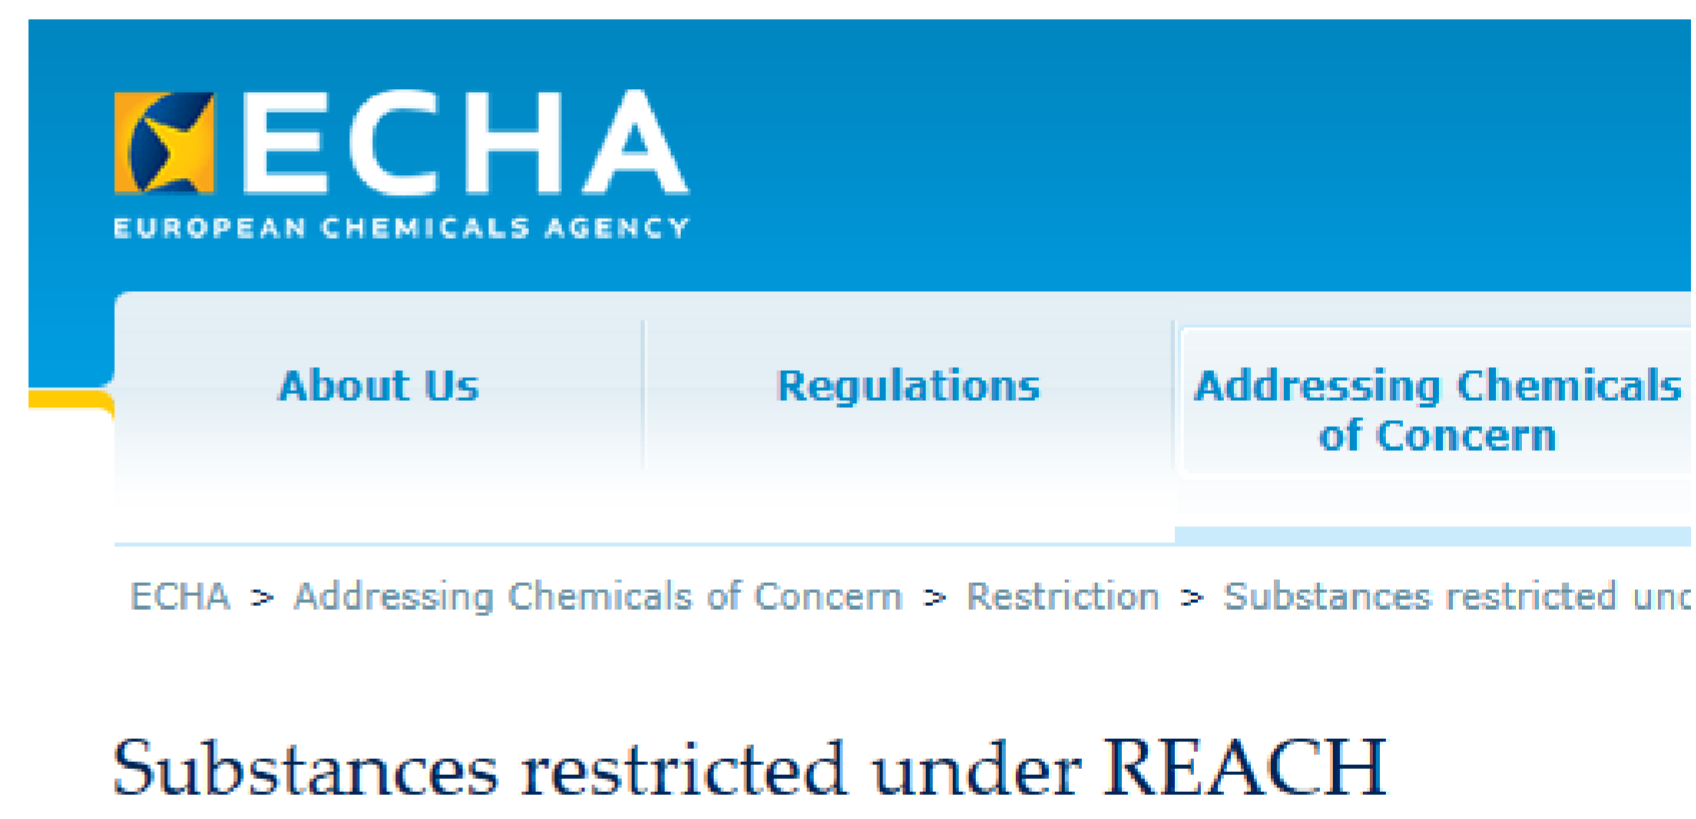 ECHA
EUROPEAN CHEMICALS AGENCY
About Us
Regulations
Addressing Chemicals
of Concern
ECHA > Addressing Chemicals of Concern > Restriction > Substances restricted
Substances restricted under REACH